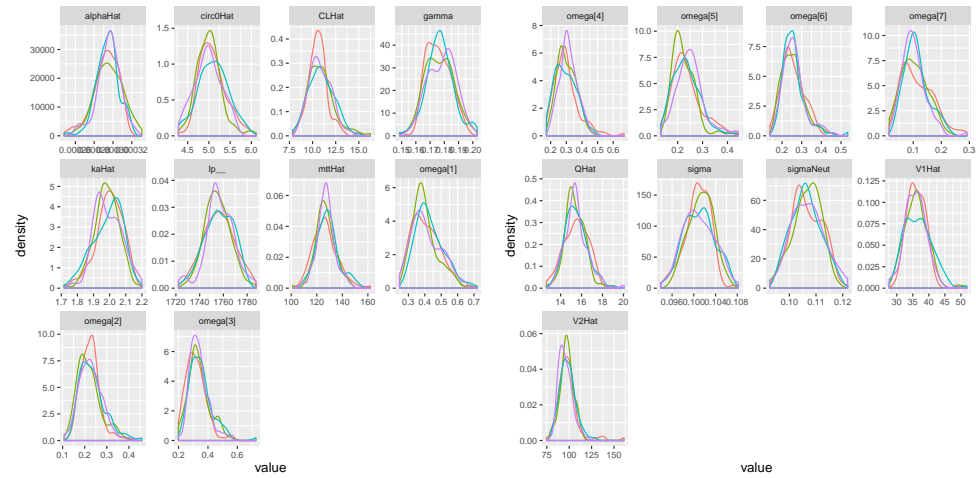 alphaHat circ0Hat CLHat gamma
30000 20000 10000 0
1.5 1.0 0.5 0.0
4.5 5.0 5.5 6.0
0.4 0.3 0.2 0.1 0.0
7.5 10.0 12.5 15.0
40 30 20 10 0
0.15 0.16 0.17 0.18 0.19 0.20
omega[4] omega[5] omega[6] omega[7]
8 6 4 2 0
0.2 0.3 0.4 0.5 0.6
10.0 7.5 5.0 2.5 0.0
0.2 0.4
7.5 5.0 2.5 0.0
0.2 0.3 0.4 0.5
10.0 7.5 5.0 2.5 0.0
0.1 0.2 0.3
kaHat lp__ mttHat omega[1]
5 4 3 2 1 0
1.7 1.8 1.9 2.0 2.1 2.2
0.04 0.03 0.02 0.01 0.00
1720 1740 1760 1780
0.06 0.04 0.02 0.00
100 120 140 160
6 4 2 0
0.3 0.4 0.5 0.6 0.7
QHat sigma sigmaNeut V1Hat
0.5 0.4 0.3 0.2 0.1 0.0
14 16 18 20
150 100 50 0
0.096 0.100 0.104 0.108
60 40 20 0
0.10 0.11 0.12
0.125 0.100 0.075 0.050 0.025 0.000
30 35 40 45 50
omega[2] omega[3]
10.0 7.5 5.0 2.5 0.0
0.1 0.2 0.3 0.4
8 6 4 2 0
0.2 0.4 0.6
V2Hat
0.06 0.04 0.02 0.00
75 100 125 150
density
density
value
value